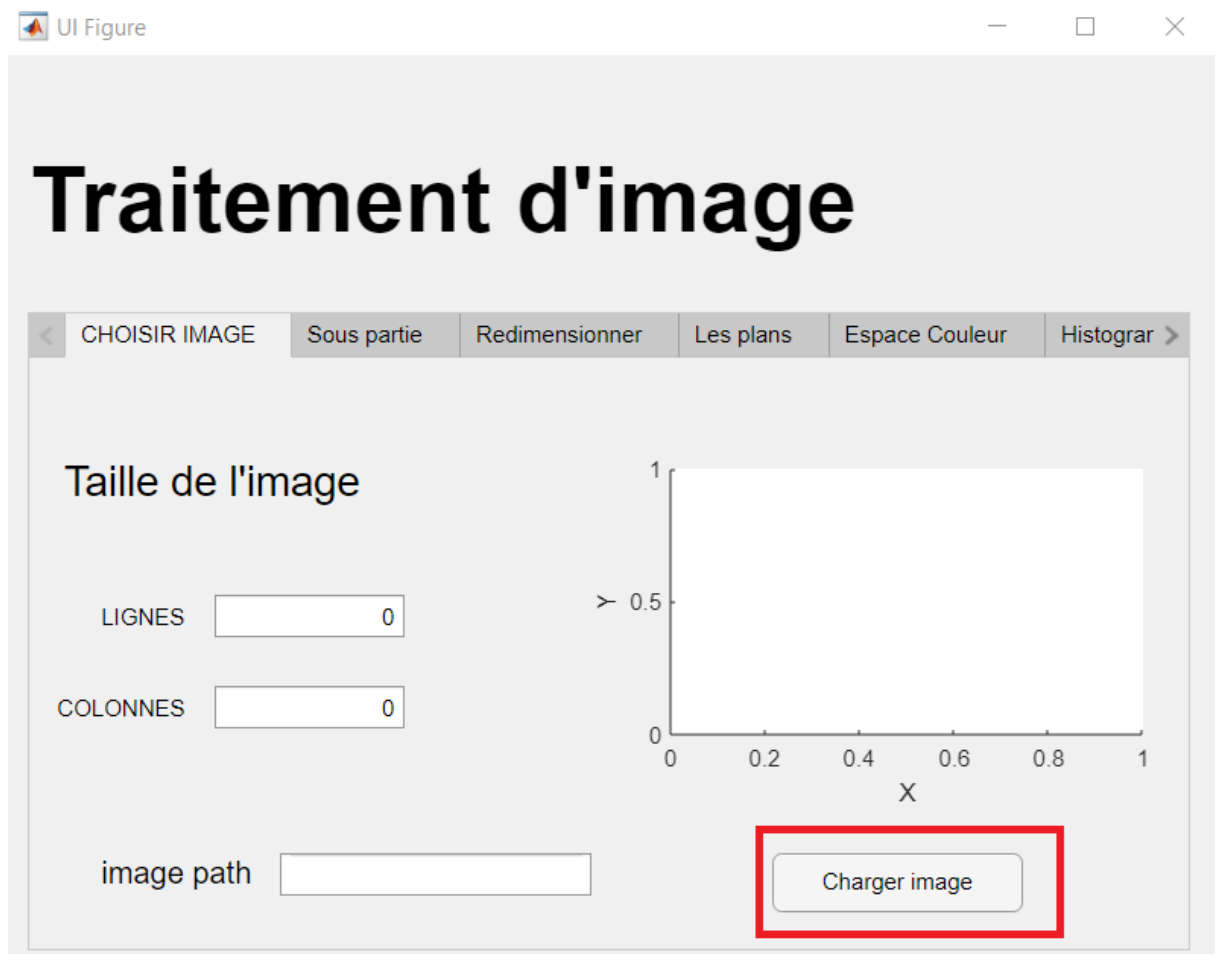 UI Figure
Traitement d'image
CHOISIR IMAGE Sous partie Redimensionner Les plans Espace Couleur Histograr
Taille de l'image
LIGNES 0
COLONNES 0
1
Y 0.5
0
0 0.2 0.4 0.6 0.8 1
X
image path
Charger image